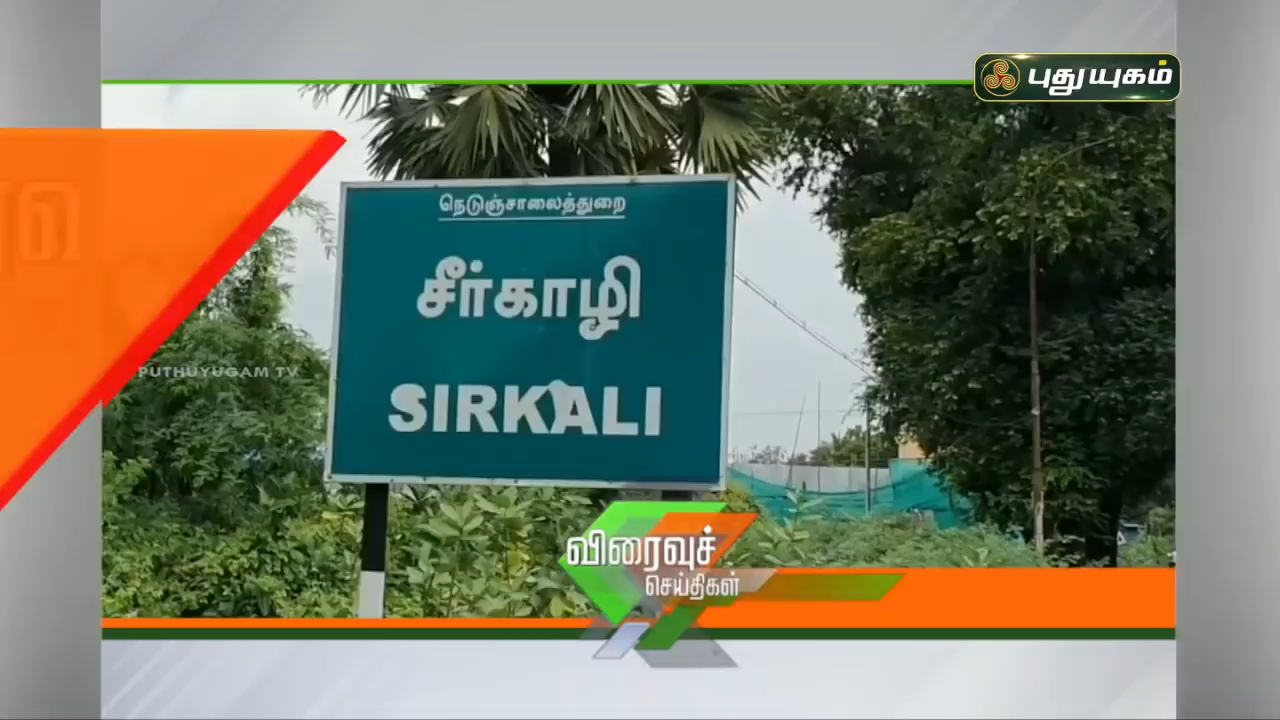 புதுயுகம்
நெடுஞ்சாலைத்துறை
சீர்காழி
PUTHUYUGAM TV
SIRKALI
விரைவுச்
செய்திகள்